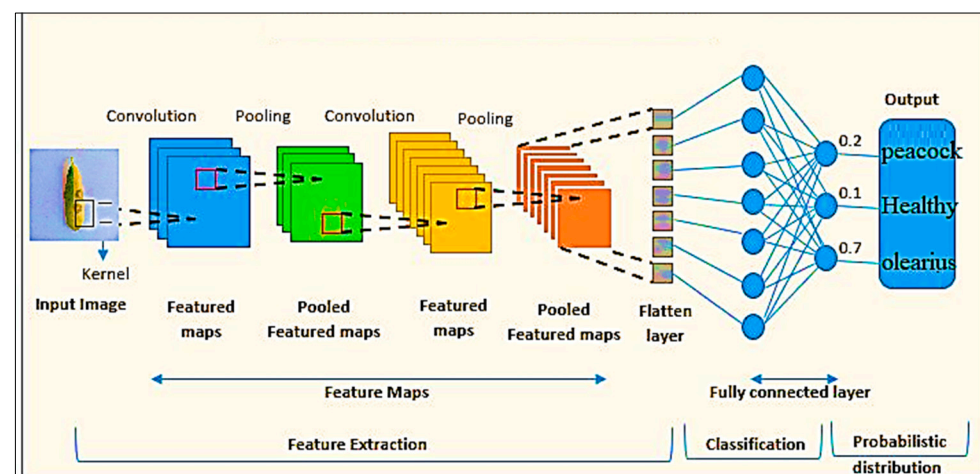 Convolution
Pooling
Convolution
Pooling
Output
0.2
peacock
0.1
Healthy
0.7
olearius
Kernel
Input Image
Featured
maps
Pooled
Featured maps
Featured
maps
Pooled
Featured maps
Flatten
layer
Feature Maps
Fully connected layer
Feature Extraction
Classification
Probabilistic
distribution